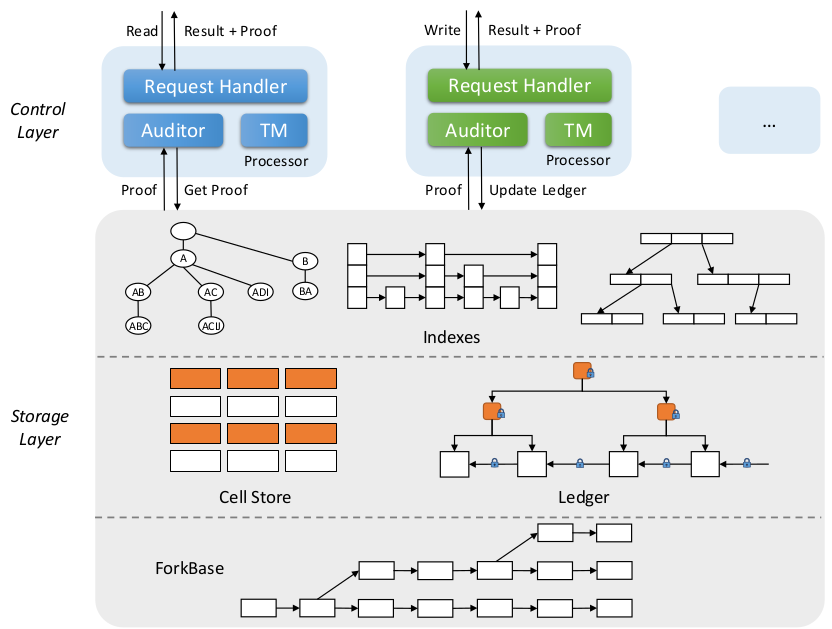 Read
Result + Proof
Write
Result + Proof
Control
Layer
Request Handler
Auditor
TM
Processor
Request Handler
Auditor
TM
Processor
...
Proof
Get Proof
Proof
Update Ledger
A
B
AB
AC
ADI
BA
ABC
ACIJ
Indexes
Storage
Layer
Cell Store
Ledger
ForkBase